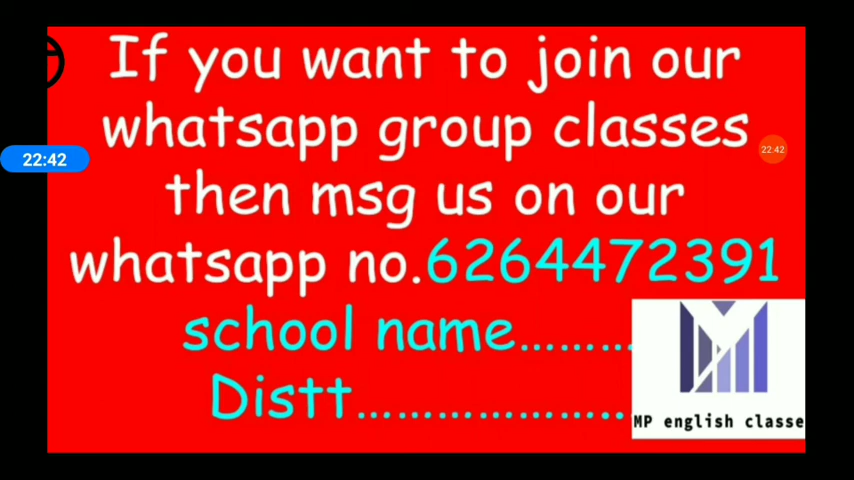 If you want to join our
whatsapp group classes
22:42
22:42
then msg us on our
whatsapp no.6264472391
school name.........
Distt....................
MP english classe